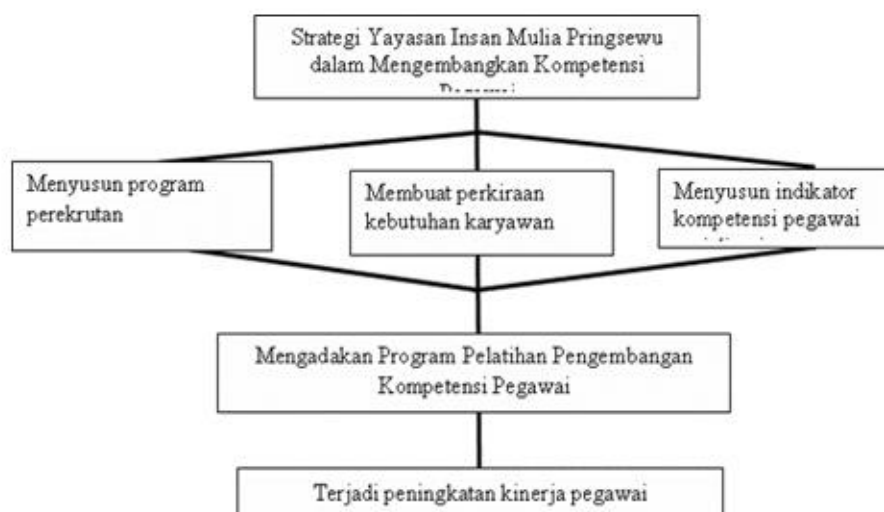 Strategi Yayasan Insan Mulia Pringsewu
dalam Mengembangkan Kompetensi
Menyusun program
perekrutan
Membuat perkiraan
kebutuhan karyawan
Menyusun indikator
kompetensi pegawai
Mengadakan Program Pelatihan Pengembangan
Kompetensi Pegawai
Terjadi peningkatan kinerja pegawai